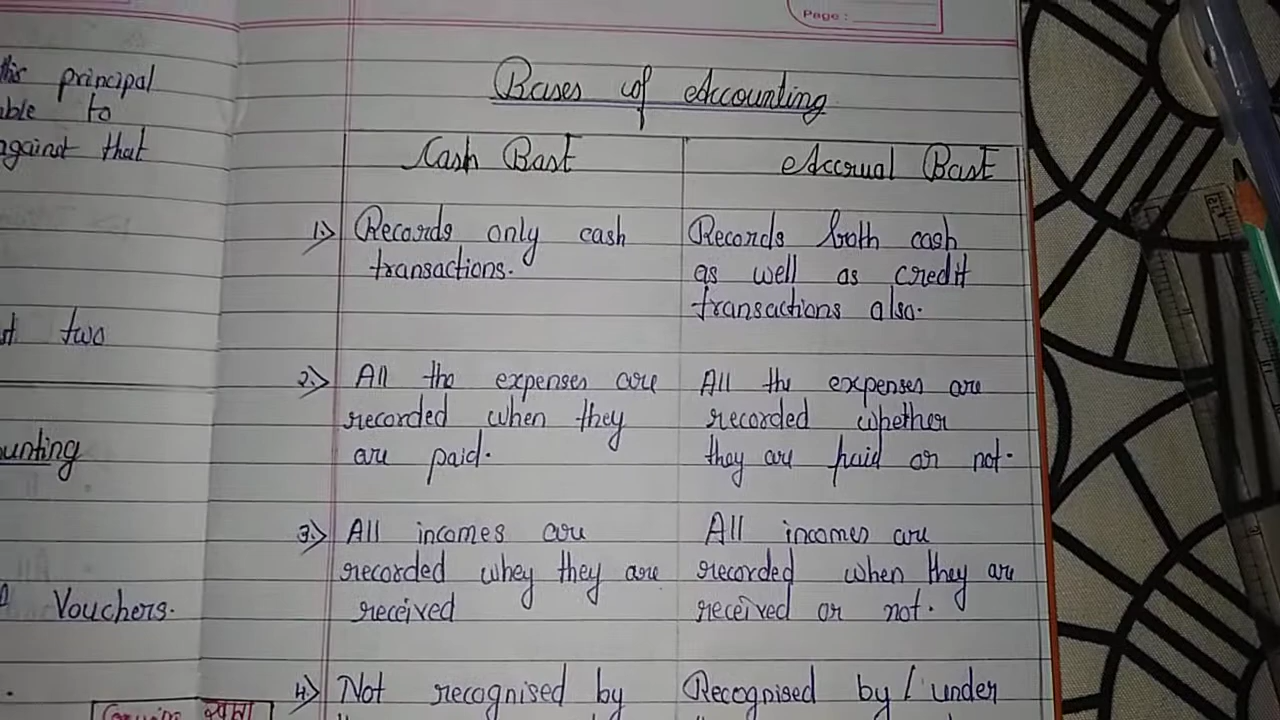 Page :
this principal
able to
against that
two
unting
Vouchers.
Bases of Accounting
Cash Base
Accrual Base
1.> Records only cash
transactions.
Records both cash
as well as credit
transactions also.
2.> All the expenses are
recorded when they
are paid.
All the expenses are
recorded whether
they are paid or not.
3.> All incomes are
recorded whey they are
received
All incomes are
recorded when they are
received or not.
4.> Not recognised by
Recognised by / under